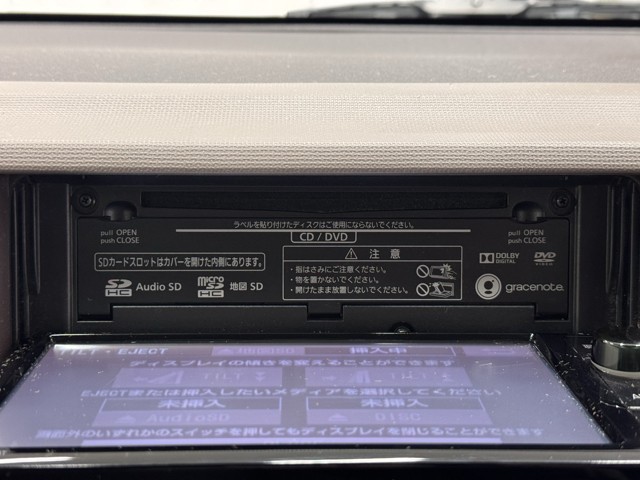 ラベルを貼り付けたディスクはご使用にならないでください。
CD / DVD
pull OPEN
push CLOSE
pull OPEN
push CLOSE
SDカードスロットはカバーを開けた内側にあります。
注 意
・指はさみにご注意ください。
・物を置かないでください。
・開けたまま放置しないでください。
DOLBY
DIGITAL
DVD
VIDEO
SD HC Audio SD
micro SD HC 地図 SD
gracenote
TILT・EJECT
地図SD
挿入中
ディスプレイの傾きを変えることができます
TILT
EJECTまたは挿入したいメディアを選択してください
未挿入
未挿入
AudioSD
DISC
画面外のいずれかのスイッチを押してもディスプレイを閉じることができます